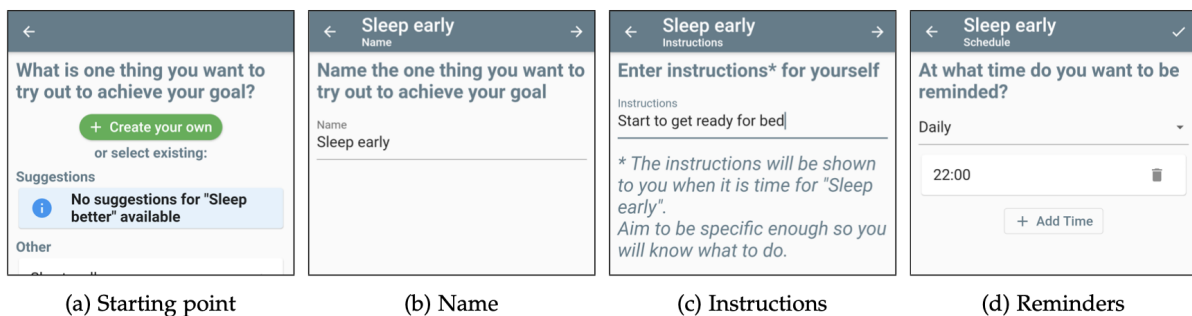 What is one thing you want to
try out to achieve your goal?
+ Create your own
or select existing:
Suggestions
No suggestions for "Sleep
better" available
Other
(a) Starting point
Sleep early
Name
Name the one thing you want to
try out to achieve your goal
Name
Sleep early
(b) Name
Sleep early
Instructions
Enter instructions* for yourself
Instructions
Start to get ready for bed
* The instructions will be shown
to you when it is time for "Sleep
early".
Aim to be specific enough so you
will know what to do.
(c) Instructions
Sleep early
Schedule
At what time do you want to be
reminded?
Daily
22:00
+ Add Time
(d) Reminders